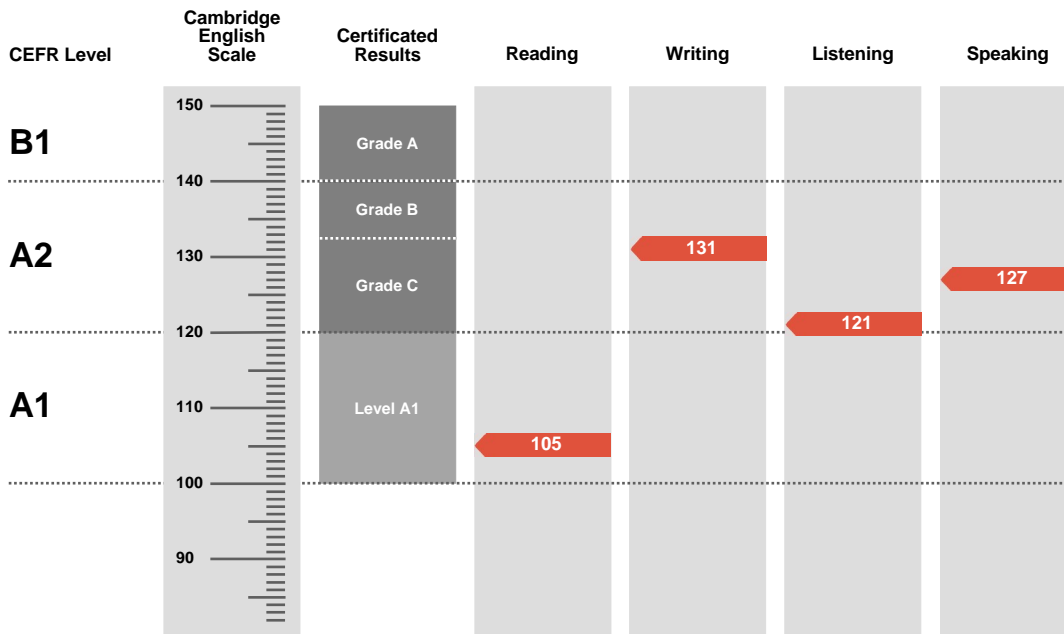 CEFR Level
Cambridge
English
Scale
Certificated
Results
Reading
Writing
Listening
Speaking
150
B1
Grade A
140
Grade B
A2
130
131
Grade C
127
120
121
A1
110
Level A1
105
100
90